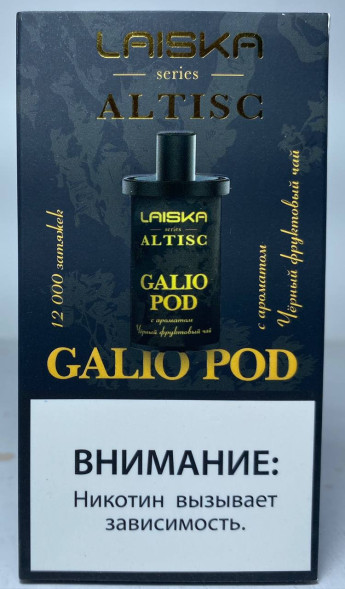 LAISKA
series
ALTISC
12 000 затяжек
LAISKA
series
ALTISC
GALIO
POD
с ароматом
Чёрный фруктовый чай
с ароматом
Чёрный фруктовый чай
GALIO POD
ВНИМАНИЕ:
Никотин вызывает
зависимость.